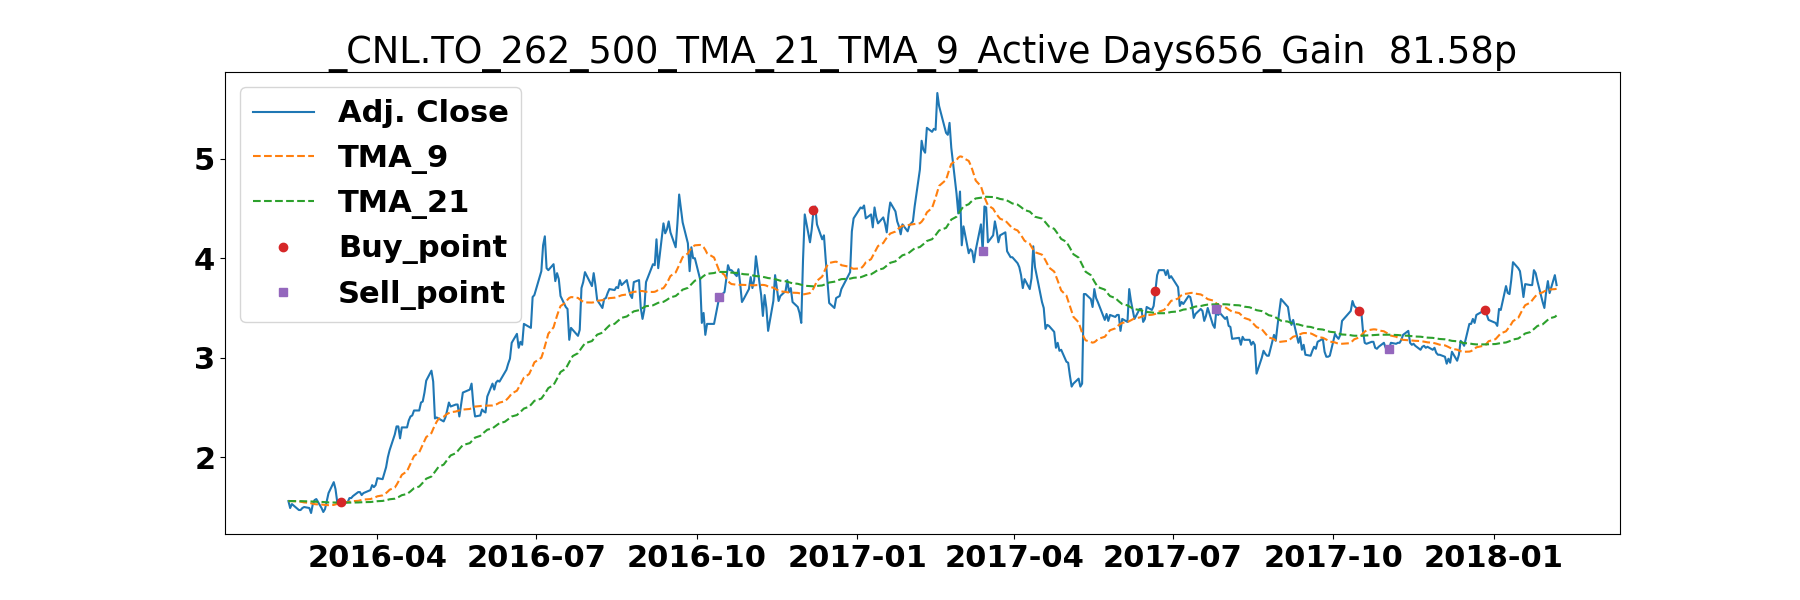 _CNL.TO_262_500_TMA_21_TMA_9_Active Days656_Gain  81.58p
Adj. Close
TMA_9
TMA_21
Buy_point
Sell_point
5
4
3
2
2016-04 2016-07 2016-10 2017-01 2017-04 2017-07 2017-10 2018-01